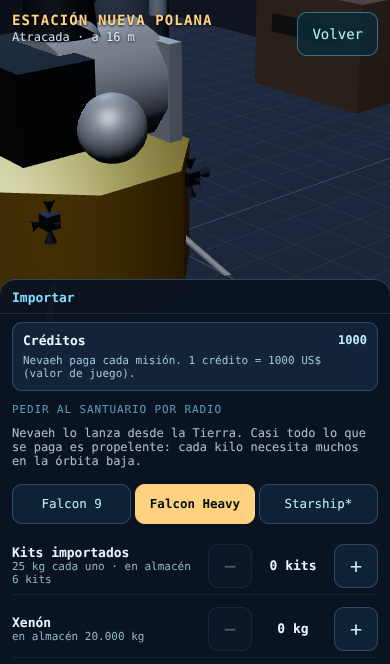 ESTACIÓN NUEVA POLANA
Atracada · a 16 m
Volver
Importar
Créditos 1000
Nevaeh paga cada misión. 1 crédito = 1000 US$
(valor de juego).
PEDIR AL SANTUARIO POR RADIO
Nevaeh lo lanza desde la Tierra. Casi todo lo que
se paga es propelente: cada kilo necesita muchos
en la órbita baja.
Falcon 9 Falcon Heavy Starship*
Kits importados
25 kg cada uno · en almacén
6 kits
− 0 kits +
Xenón
en almacén 20.000 kg
− 0 kg +